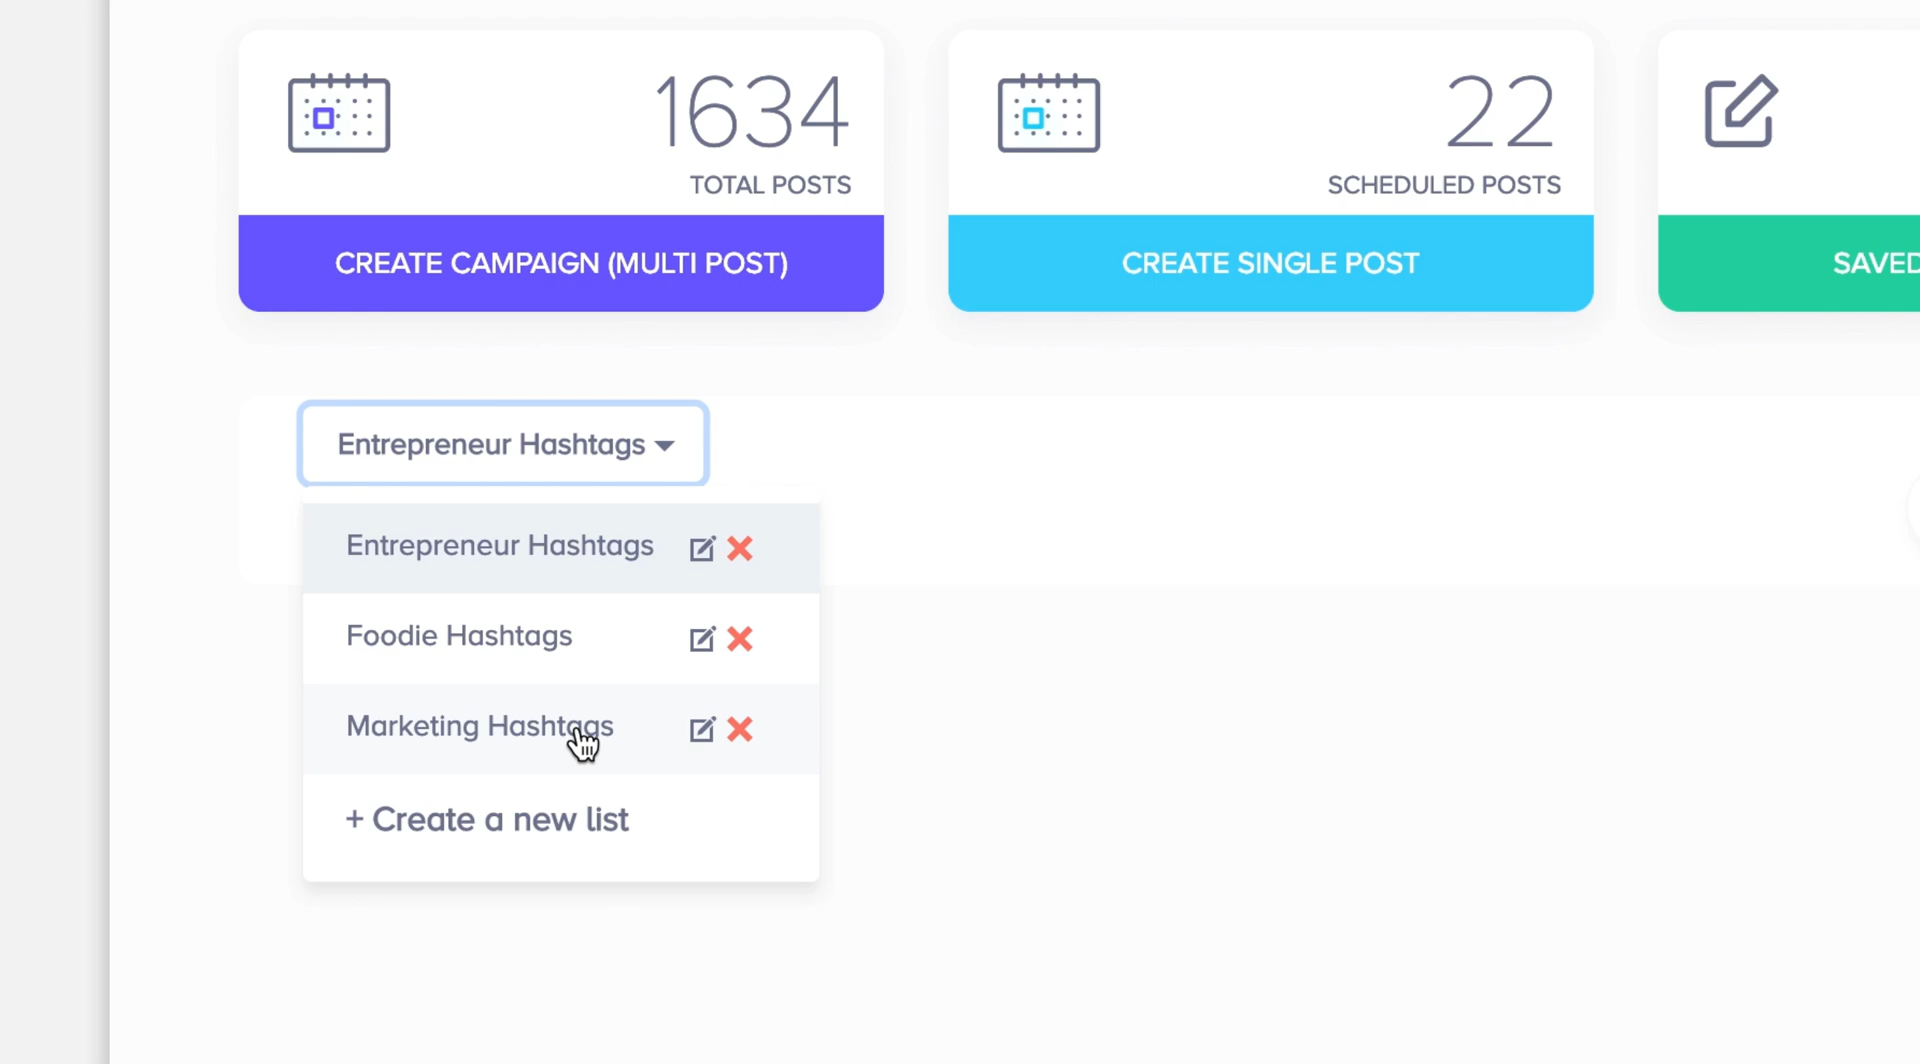 1634
TOTAL POSTS
CREATE CAMPAIGN (MULTI POST)
22
SCHEDULED POSTS
CREATE SINGLE POST
SAVED
Entrepreneur Hashtags
Entrepreneur Hashtags
Foodie Hashtags
Marketing Hashtags
+ Create a new list